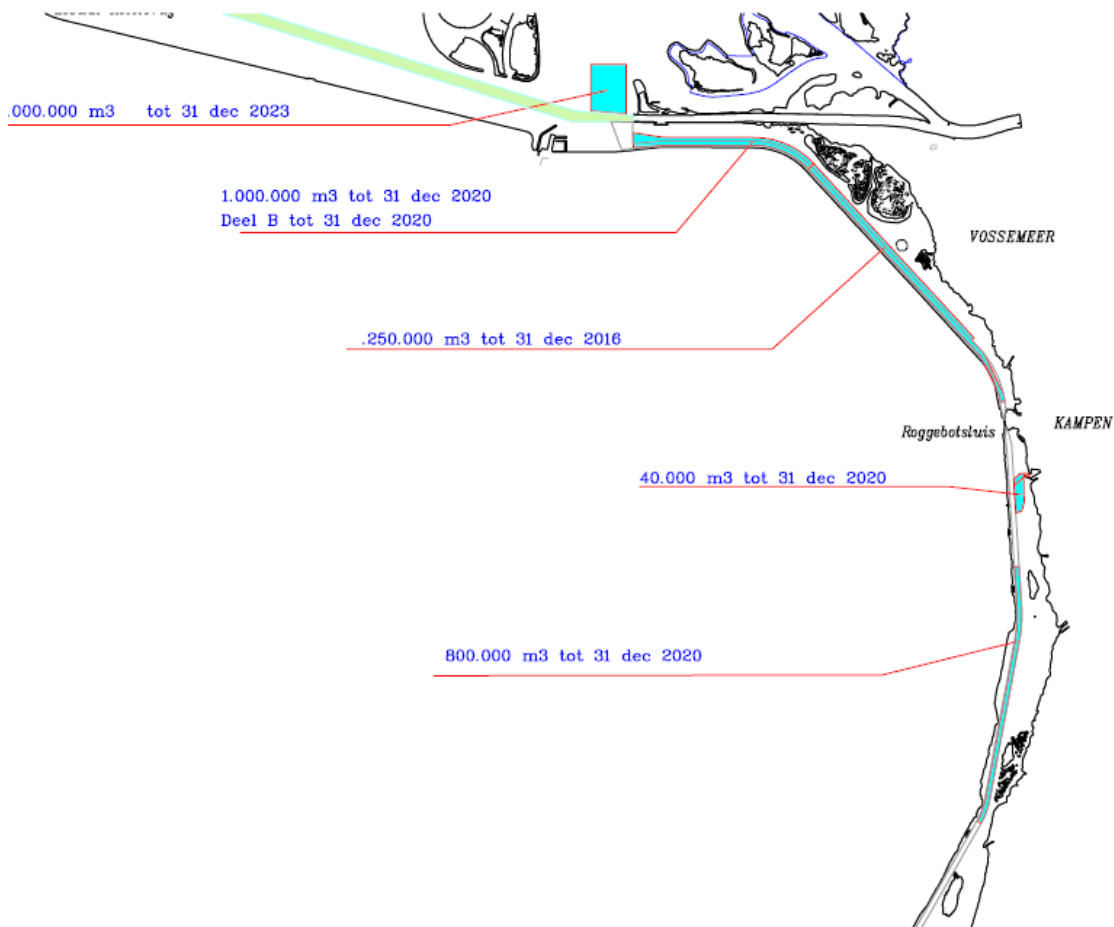 .000.000 m3 tot 31 dec 2023
1.000.000 m3 tot 31 dec 2020
Deel B tot 31 dec 2020
VOSSEMEER
.250.000 m3 tot 31 dec 2016
KAMPEN
Roggebotsluis
40.000 m3 tot 31 dec 2020
800.000 m3 tot 31 dec 2020